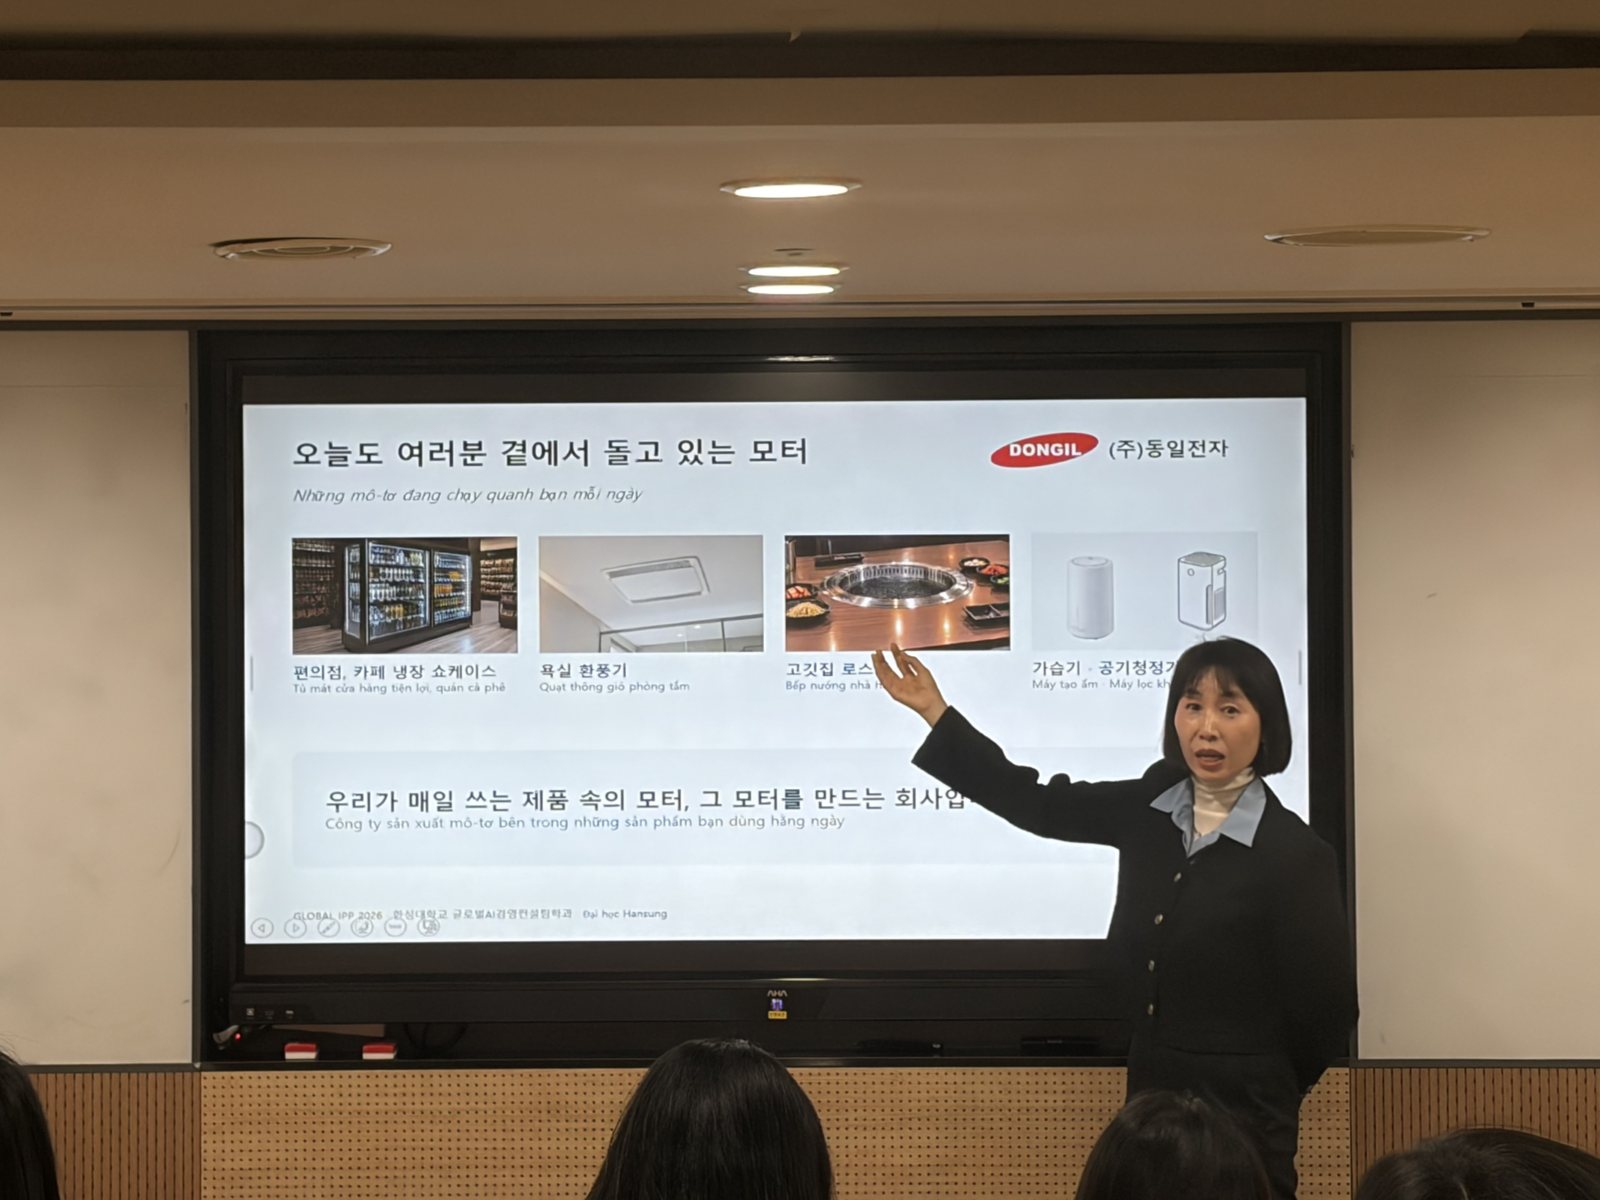 오늘도 여러분 곁에서 돌고 있는 모터
DONGIL (주)동일전자
Những mô-tơ đang chạy quanh bạn mỗi ngày
편의점, 카페 냉장 쇼케이스
Tủ mát cửa hàng tiện lợi, quán cà phê
욕실 환풍기
Quạt thông gió phòng tắm
고깃집 로스
Bếp nướng nhà
가습기 · 공기청정기
Máy tạo ẩm · Máy lọc
우리가 매일 쓰는 제품 속의 모터, 그 모터를 만드는 회사입
Công ty sản xuất mô-tơ bên trong những sản phẩm bạn dùng hằng ngày
GLOBAL IPP 2026 · 한성대학교 글로벌AI경영컨설팅학과 Đại học Hansung
AHA